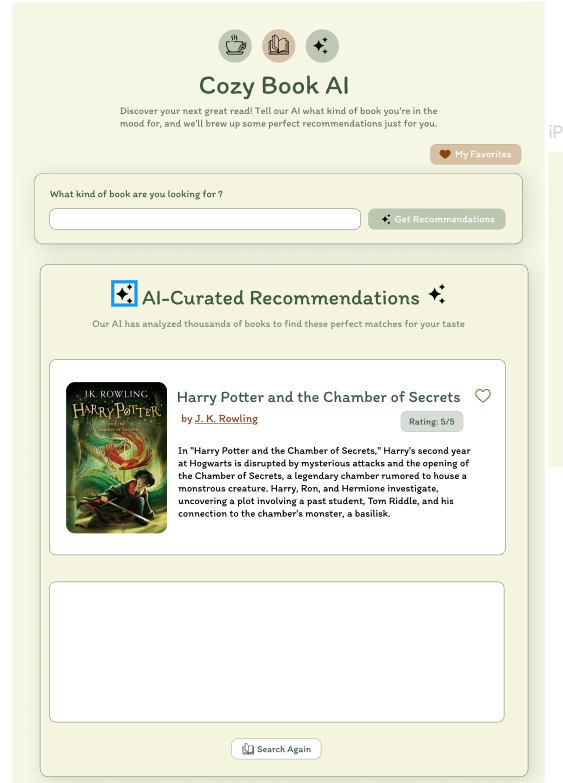 Cozy Book AI
Discover your next great read! Tell our AI what kind of book you're in the
mood for, and we'll brew up some perfect recommendations just for you.
iP
My Favorites
What kind of book are you looking for ?
Get Recommendations
AI-Curated Recommendations
Our AI has analyzed thousands of books to find these perfect matches for your taste
J.K. ROWLING
HARRY POTTER
and the
Chamber of Secrets
Harry Potter and the Chamber of Secrets
by J. K. Rowling
Rating: 5/5
In "Harry Potter and the Chamber of Secrets," Harry's second year
at Hogwarts is disrupted by mysterious attacks and the opening of
the Chamber of Secrets, a legendary chamber rumored to house a
monstrous creature. Harry, Ron, and Hermione investigate,
uncovering a plot involving a past student, Tom Riddle, and his
connection to the chamber's monster, a basilisk.
Search Again